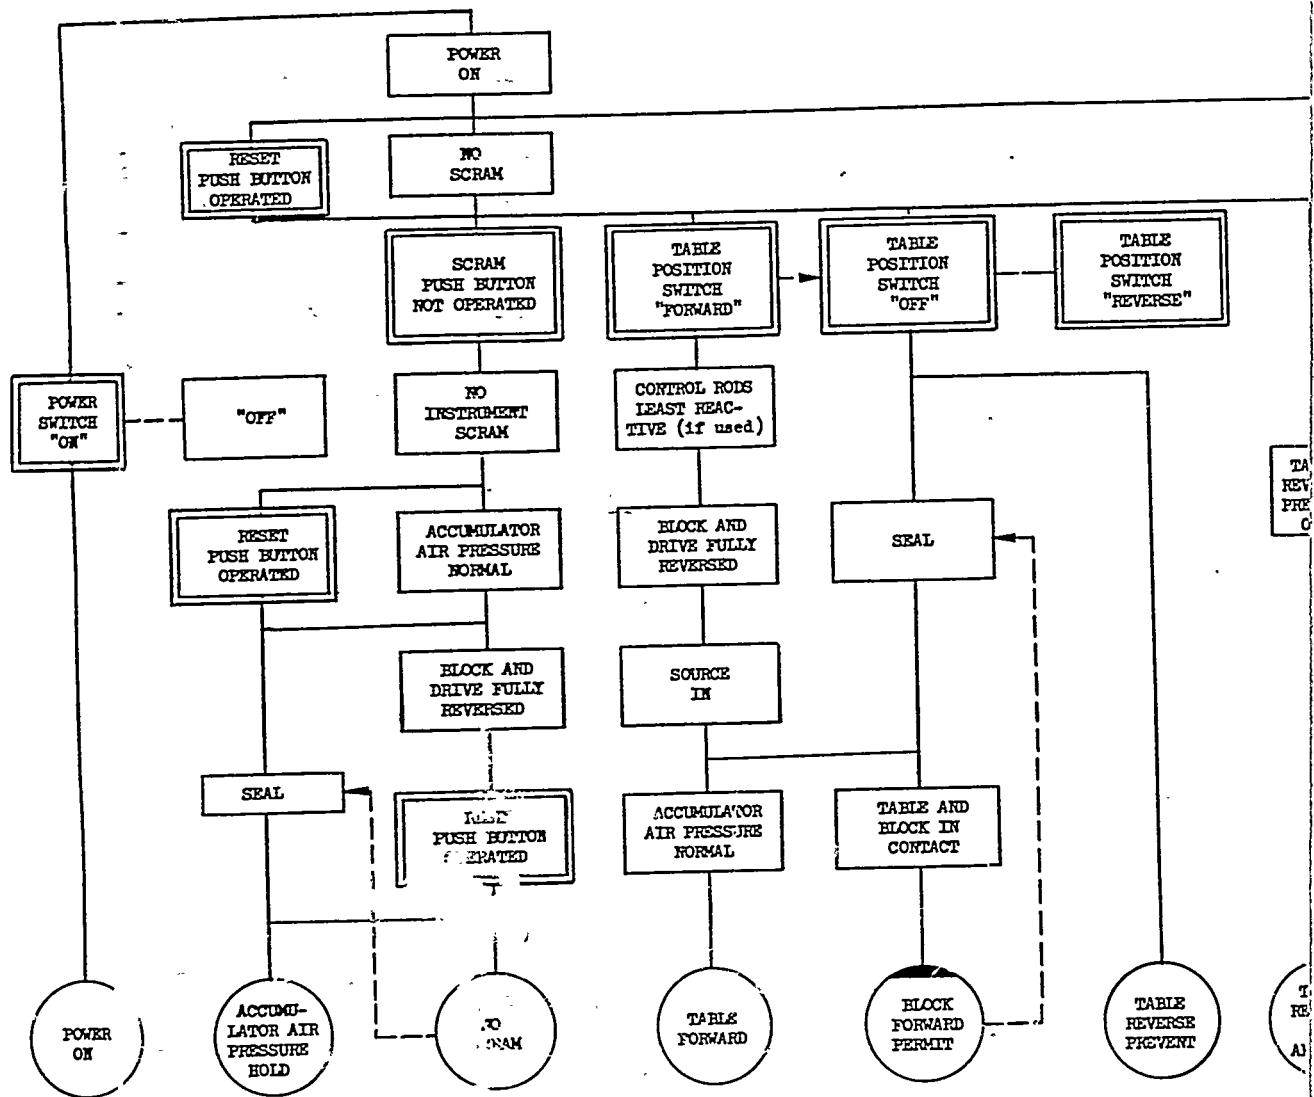 POWER
ON
RESET
PUSH BUTTON
OPERATED
NO
SCRAM
SCRAM
PUSH BUTTON
NOT OPERATED
TABLE
POSITION
SWITCH
"FORWARD"
TABLE
POSITION
SWITCH
"OFF"
TABLE
POSITION
SWITCH
"REVERSE"
POWER
SWITCH
"ON"
"OFF"
NO
INSTRUMENT
SCRAM
CONTROL RODS
LEAST REAC-
TIVE (if used)
RESET
PUSH BUTTON
OPERATED
ACCUMULATOR
AIR PRESSURE
NORMAL
BLOCK AND
DRIVE FULLY
REVERSED
SEAL
TA
REV
PRE
BLOCK AND
DRIVE FULLY
REVERSED
SOURCE
IN
SEAL
PUSH BUTTON
ACCUMULATOR
AIR PRESSURE
NORMAL
TABLE AND
BLOCK IN
CONTACT
POWER
ON
ACCUMU-
LATOR AIR
PRESSURE
HOLD
TABLE
FORWARD
BLOCK
FORWARD
PERMIT
TABLE
REVERSE
PREVENT
RE